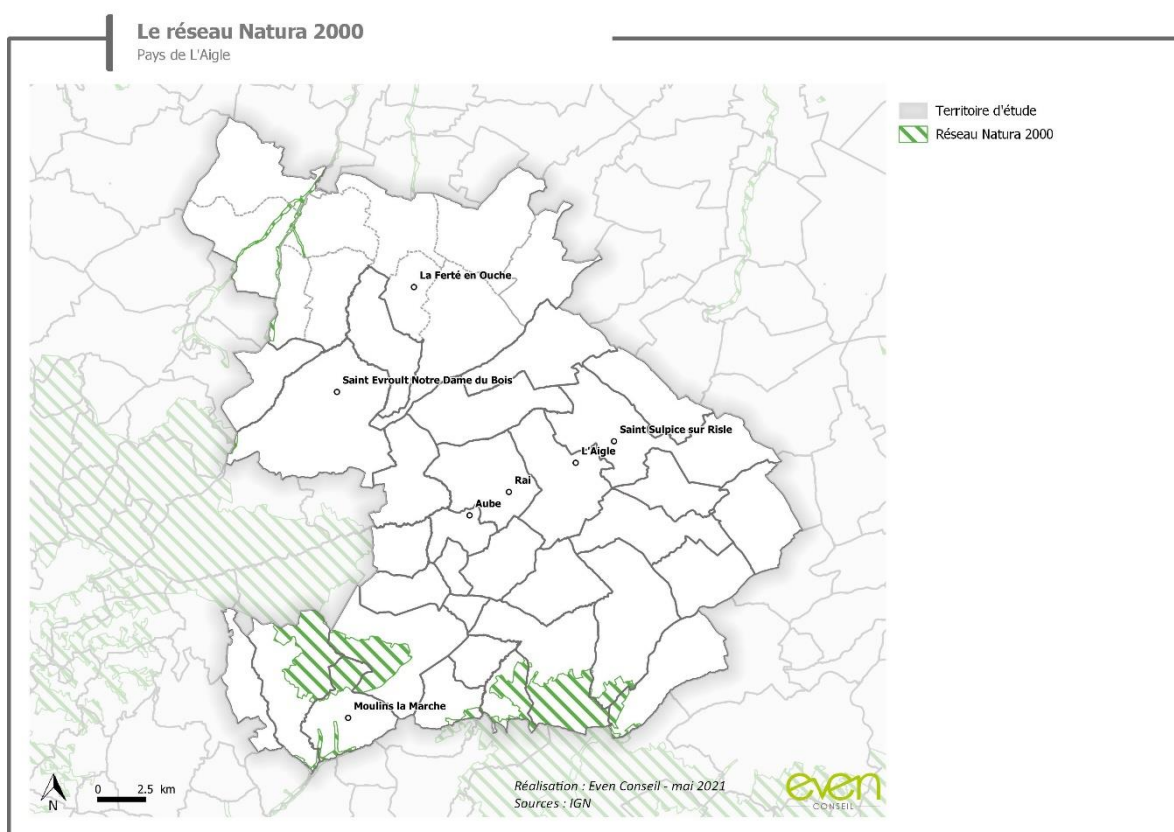 Le réseau Natura 2000
Pays de L'Aigle
Territoire d'étude
Réseau Natura 2000
La Ferté en Ouche
Saint Evroult Notre Dame du Bois
Saint Sulpice sur Risle
L'Aigle
Rai
Aube
Moulins la Marche
N
0 2.5 km
Réalisation : Even Conseil - mai 2021
Sources : IGN
even
CONSEIL